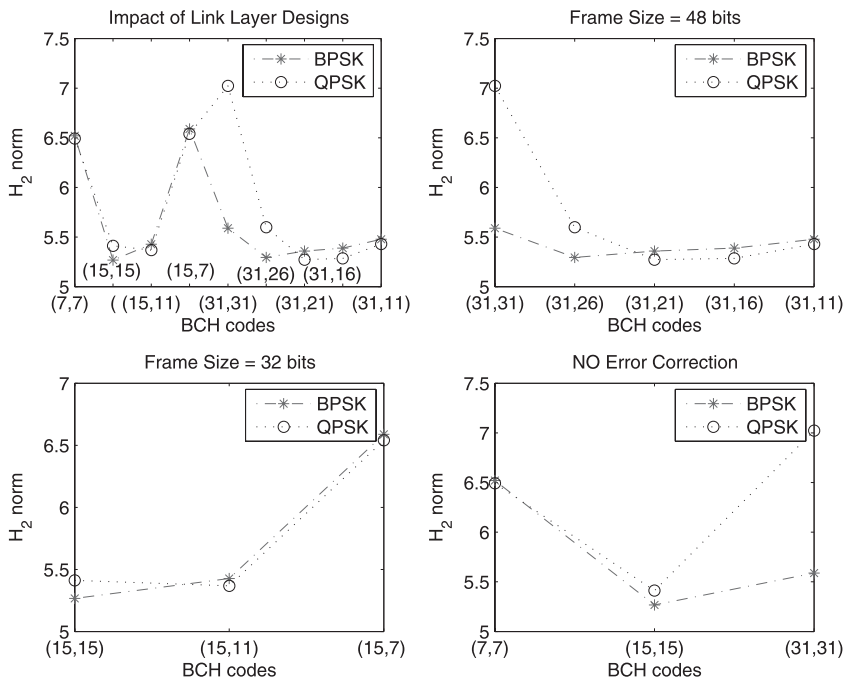 Impact of Link Layer Designs
7.5
7
6.5
6
5.5
5
H2 norm
BPSK
QPSK
(15,15)
(15,7)
(31,26)
(31,16)
(7,7)
( (15,11)
(31,31)
(31,21)
(31,11)
BCH codes
Frame Size = 48 bits
7.5
7
6.5
6
5.5
5
H2 norm
BPSK
QPSK
(31,31)
(31,26)
(31,21)
(31,16)
(31,11)
BCH codes
Frame Size = 32 bits
7
6.5
6
5.5
5
H2 norm
BPSK
QPSK
(15,15)
(15,11)
(15,7)
BCH codes
NO Error Correction
7.5
7
6.5
6
5.5
5
H2 norm
BPSK
QPSK
(7,7)
(15,15)
(31,31)
BCH codes